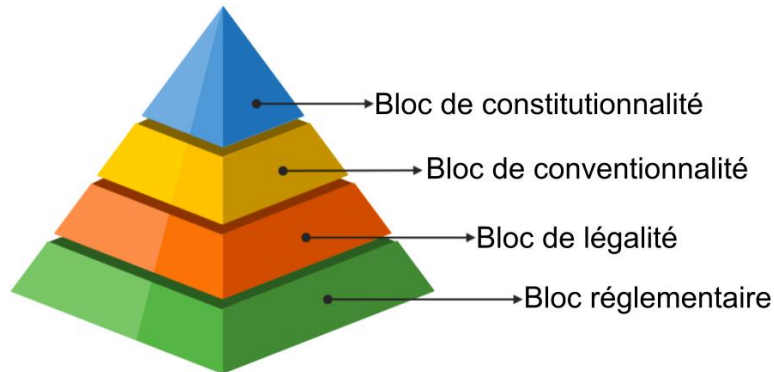 Bloc de constitutionnalité
Bloc de conventionnalité
Bloc de légalité
Bloc réglementaire